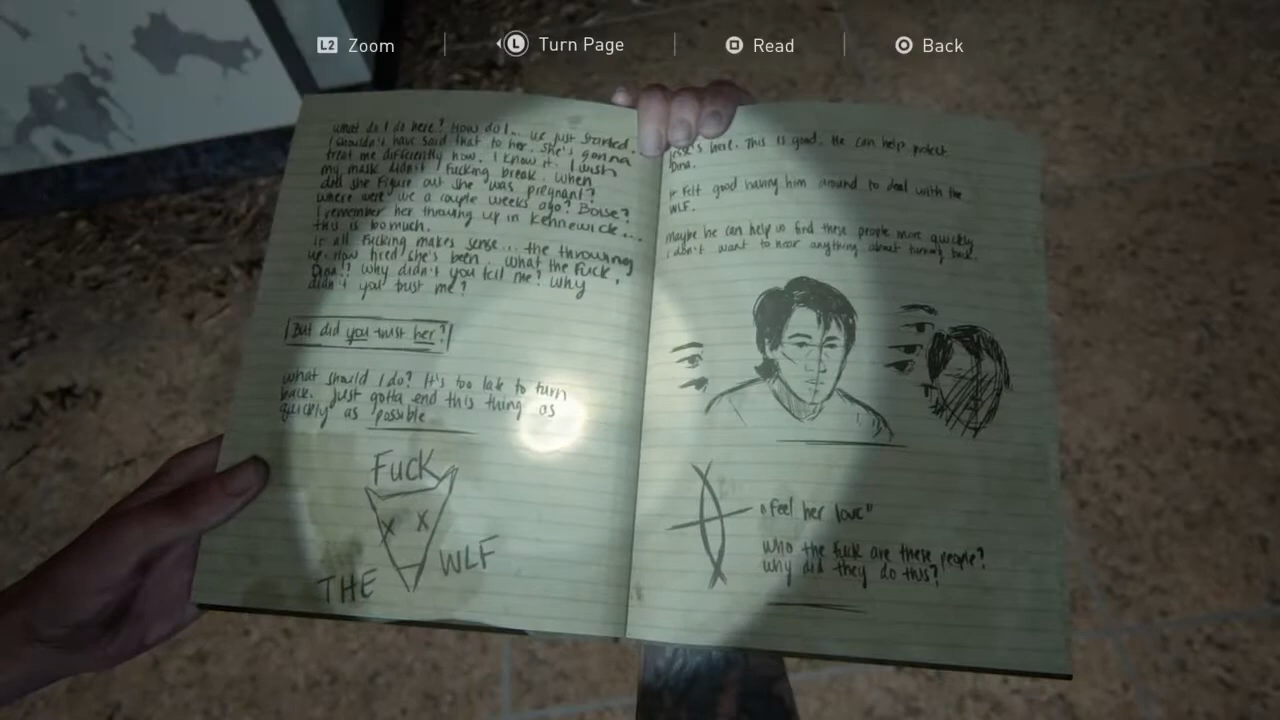 Zoom
Turn Page
Read
Back
What do I do here? How do I... we just started.
I shouldn't have said that to her. She's gonna
treat me differently now. I know it. I wish
my mask didn't fucking break. When
did she figure out she was pregnant?
Where were we a couple weeks ago? Boise?
I remember her throwing up in Kennewick...
this is too much.
It all fucking makes sense... the throwing
up. How tired she's been. What the fuck,
Dina!? Why didn't you tell me? Why
didn't you trust me?
But did you trust her?
What should I do? It's too late to turn
back. Just gotta end this thing as
quickly as possible
Fuck
THE
WLF
Jesse's here. This is good. He can help protect
Dina.
It felt good having him around to deal with the
WLF.
maybe he can help us find these people more quickly
I don't want to hear anything about turning back.
"Feel her love"
Who the fuck are these people?
Why did they do this?